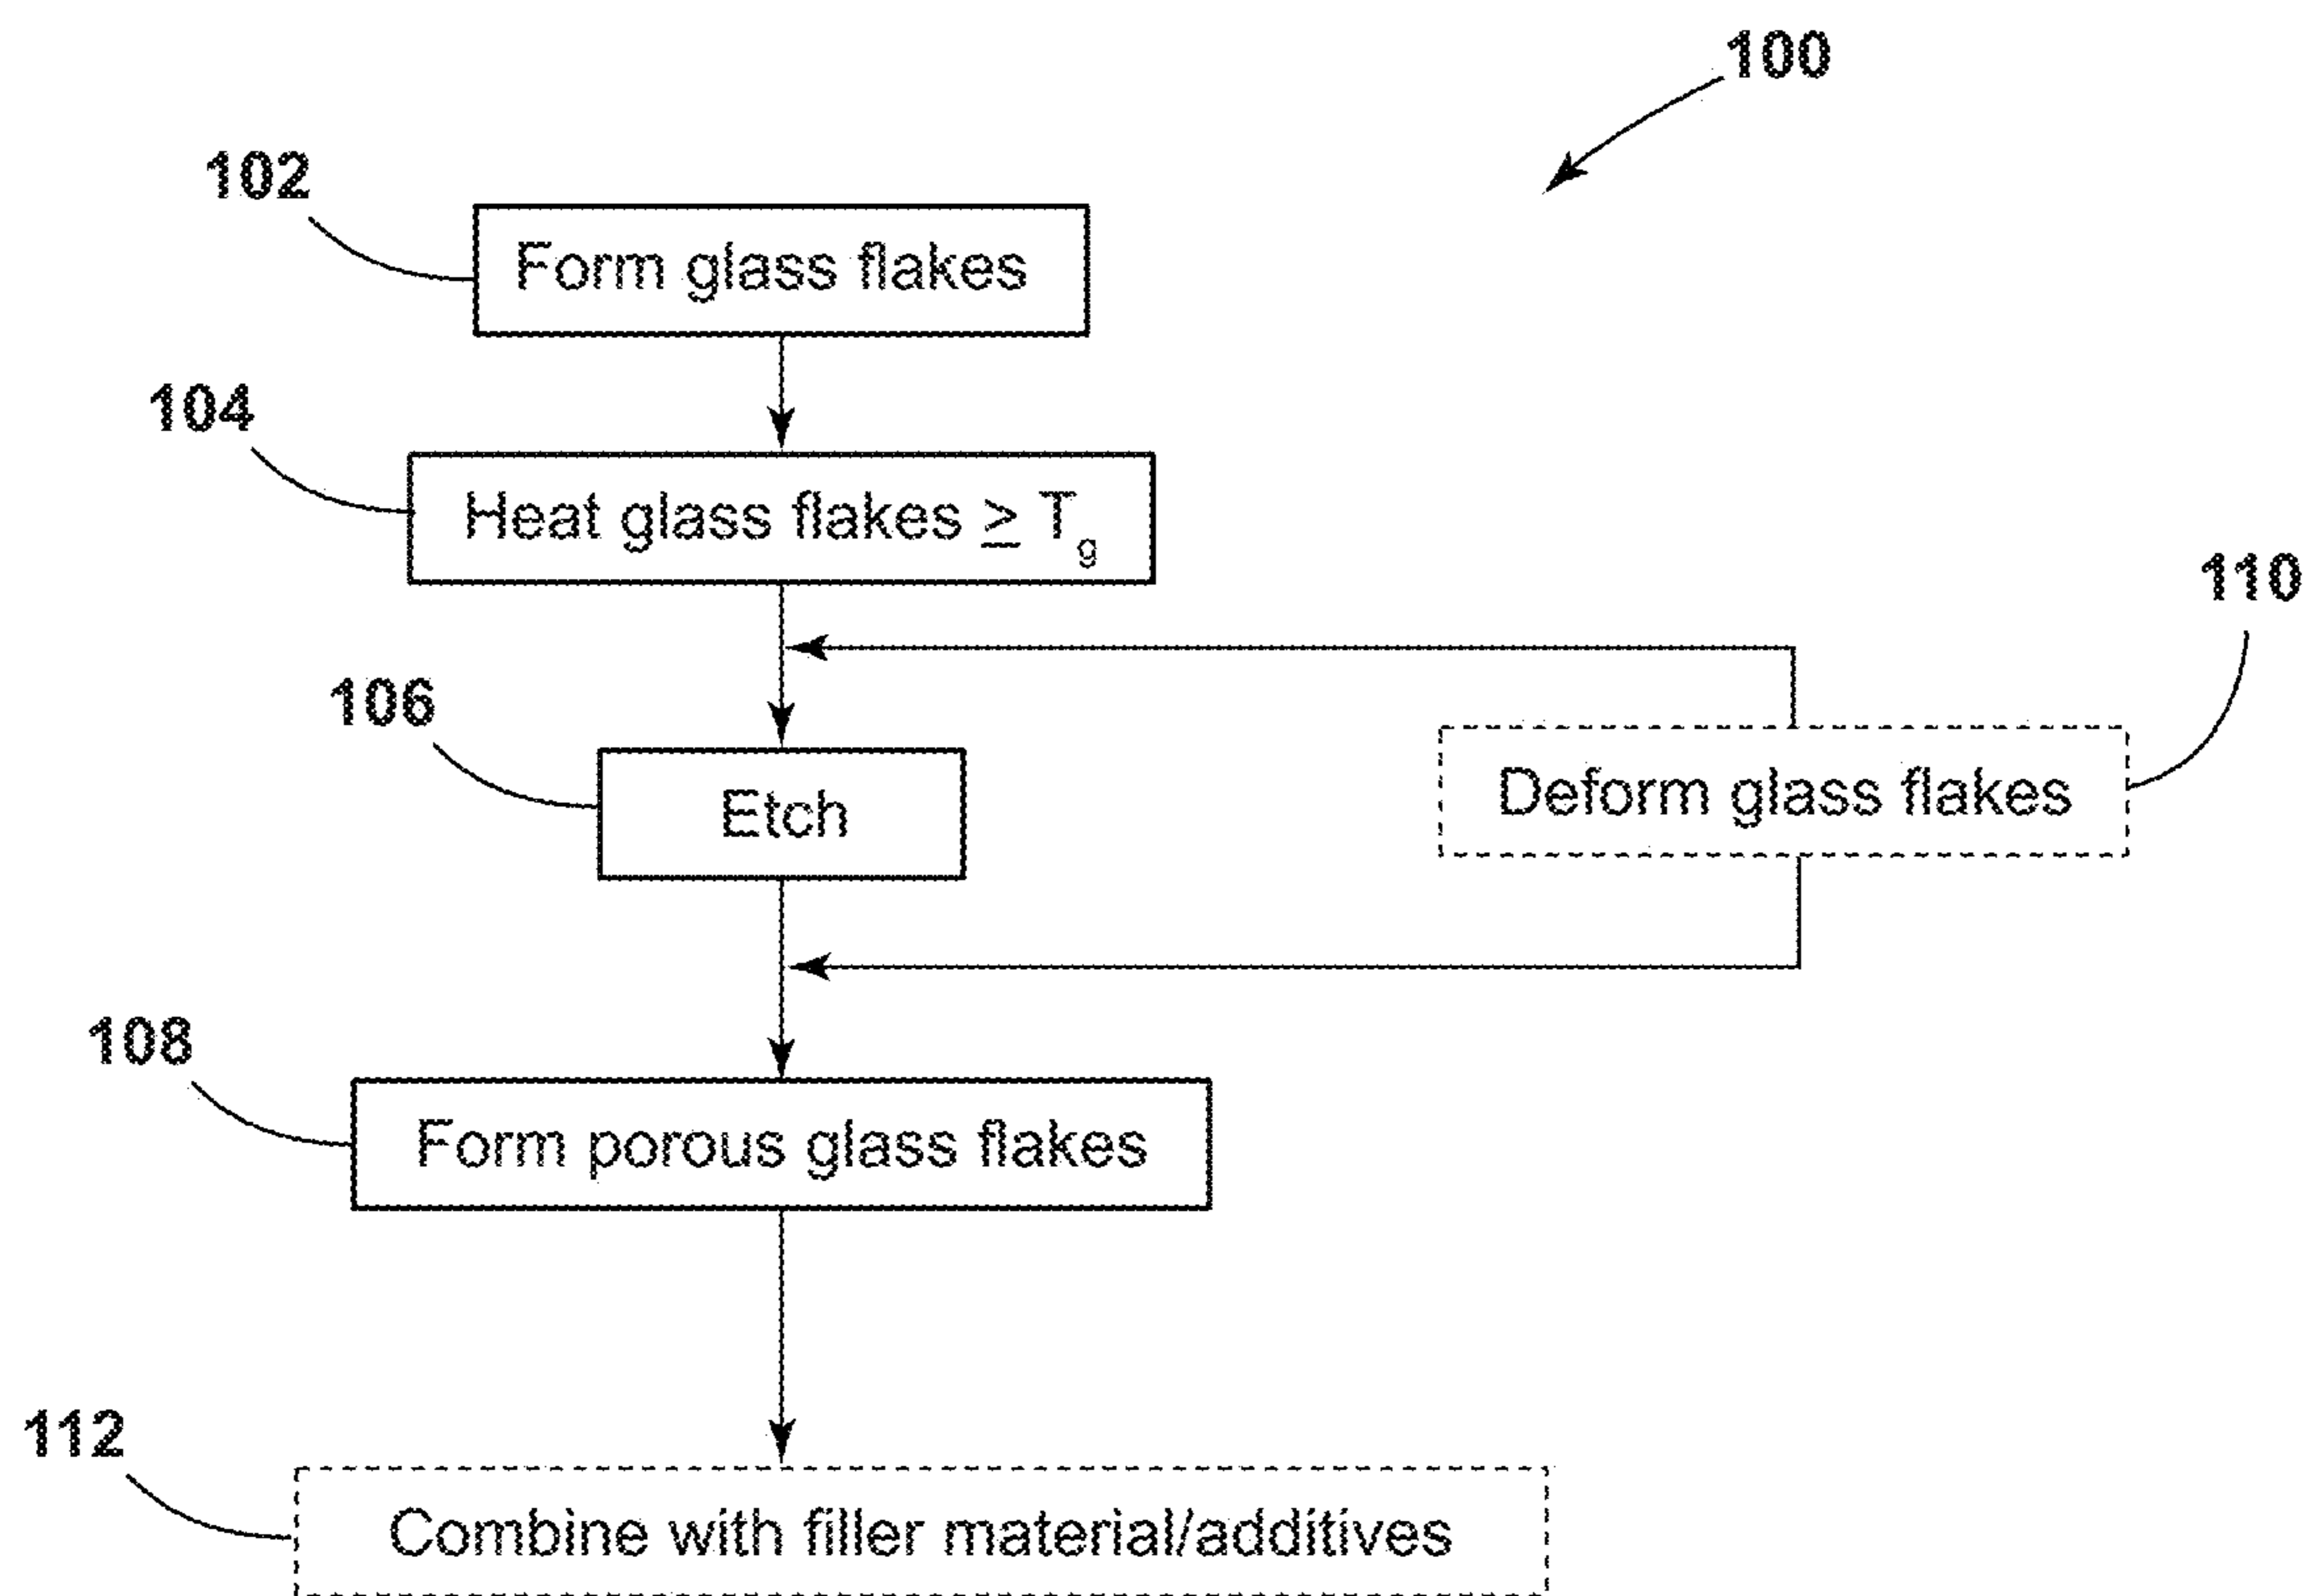 100
102
Form glass flakes
104
Heat glass flakes ≥ Tg
110
106
Deform glass flakes
Etch
108
Form porous glass flakes
112
Combine with filler material/additives